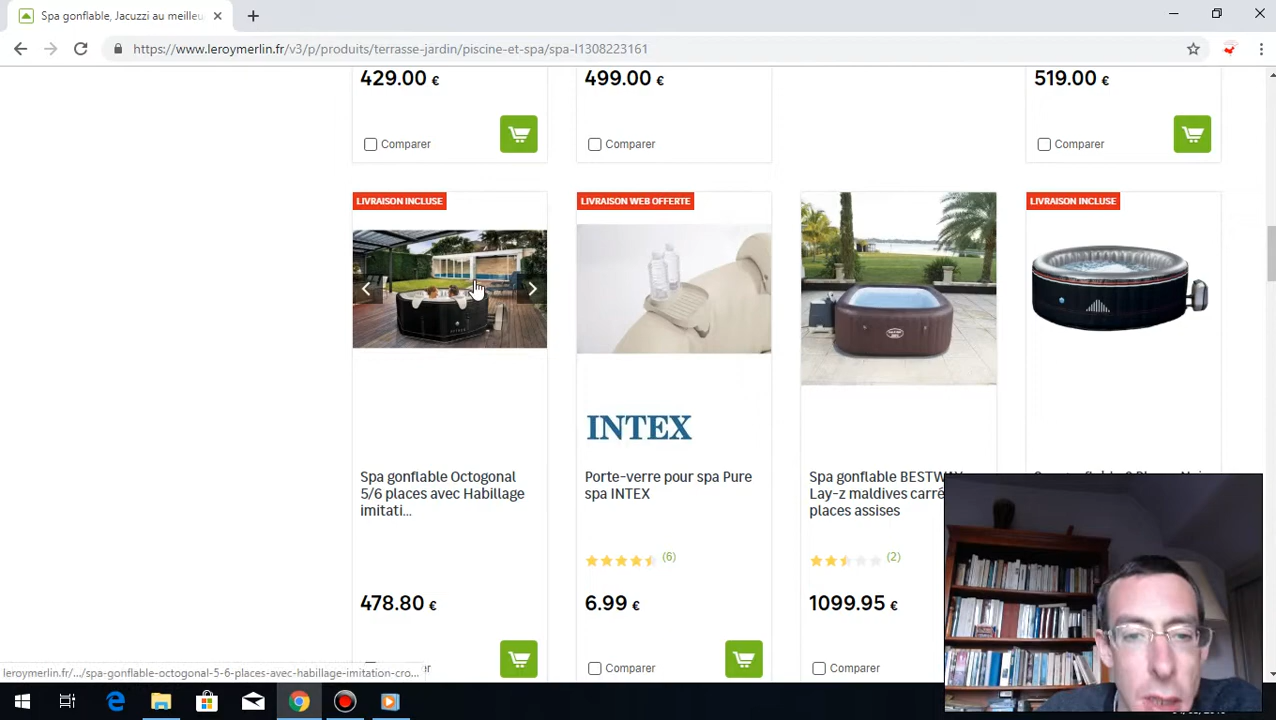 Spa gonflable, Jacuzzi au meilleu
https://www.leroymerlin.fr/v3/p/produits/terrasse-jardin/piscine-et-spa/spa-l1308223161
429.00 €
499.00 €
519.00 €
Comparer
Comparer
Comparer
LIVRAISON INCLUSE
LIVRAISON WEB OFFERTE
LIVRAISON INCLUSE
INTEX
Spa gonflable Octogonal
5/6 places avec Habillage
imitati...
Porte-verre pour spa Pure
spa INTEX
Spa gonflable BESTWAY
Lay-z maldives carré
places assises
(6)
(2)
478.80 €
6.99 €
1099.95 €
Comparer
Comparer
leroymerlin.fr/.../spa-gonflable-octogonal-5-6-places-avec-habillage-imitation-cro...